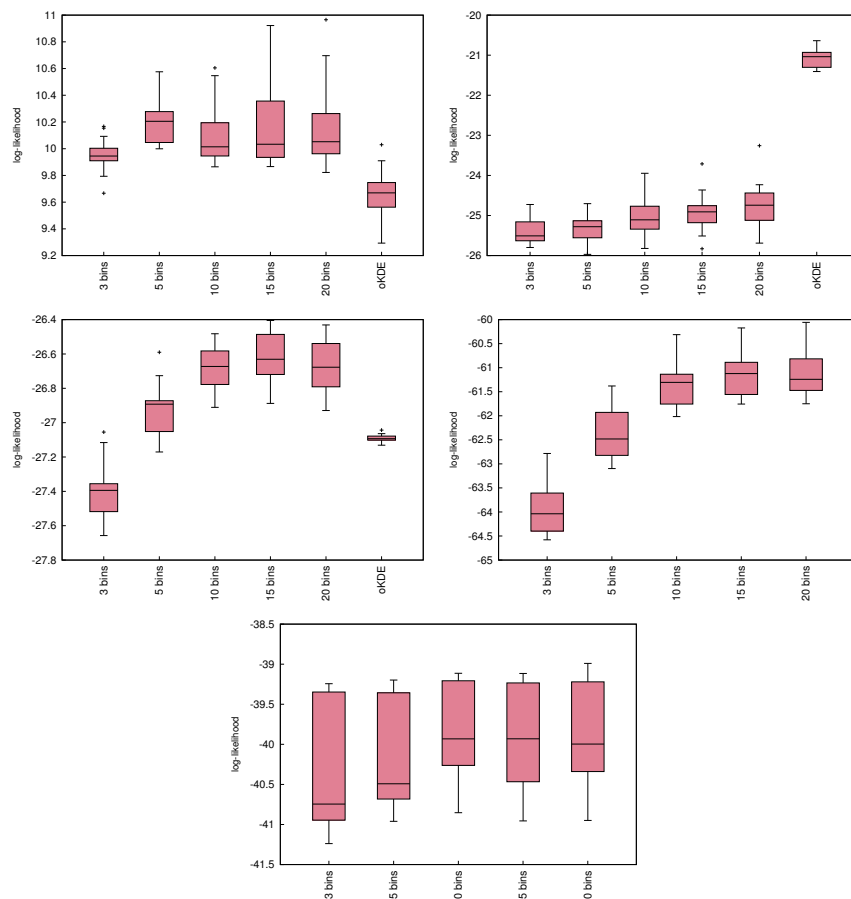 11
10.8
10.6
10.4
10.2
10
9.8
9.6
9.4
9.2
log-likelihood
3 bins
5 bins
10 bins
15 bins
20 bins
oKDE
-20
-21
-22
-23
-24
-25
-26
log-likelihood
3 bins
5 bins
10 bins
15 bins
20 bins
oKDE
-26.4
-26.6
-26.8
-27
-27.2
-27.4
-27.6
-27.8
log-likelihood
3 bins
5 bins
10 bins
15 bins
20 bins
oKDE
-60
-60.5
-61
-61.5
-62
-62.5
-63
-63.5
-64
-64.5
-65
log-likelihood
3 bins
5 bins
10 bins
15 bins
20 bins
-38.5
-39
-39.5
-40
-40.5
-41
-41.5
log-likelihood
3 bins
5 bins
0 bins
5 bins
0 bins